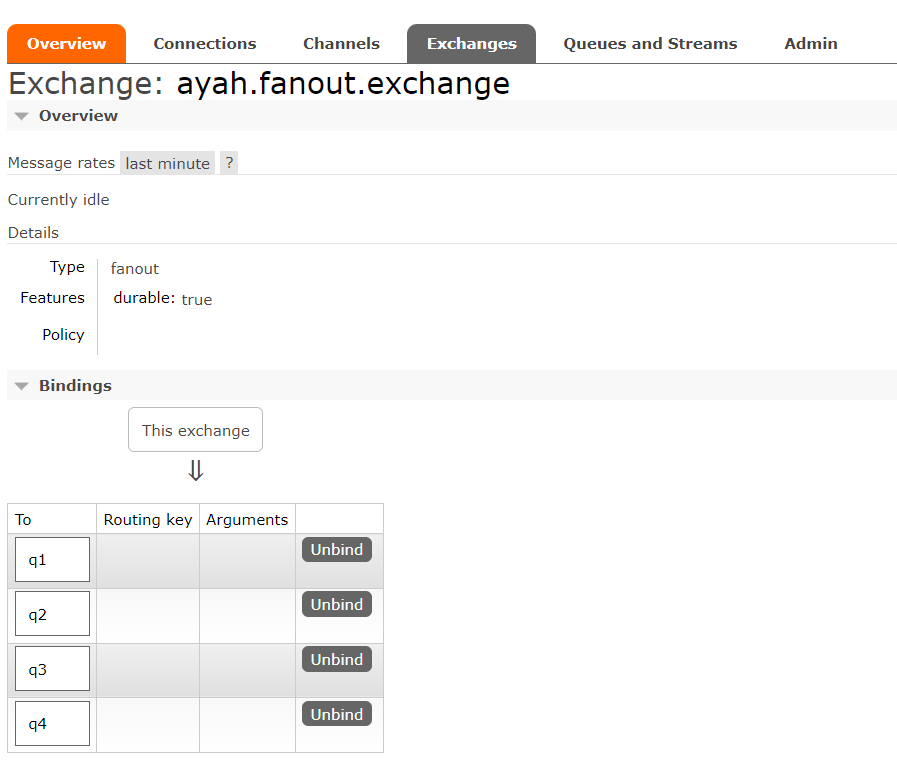 Overview Connections Channels Exchanges Queues and Streams Admin
Exchange: ayah.fanout.exchange
Overview
Message rates last minute ?
Currently idle
Details
Type fanout
Features durable: true
Policy
Bindings
This exchange
⇓
To Routing key Arguments
q1 Unbind
q2 Unbind
q3 Unbind
q4 Unbind